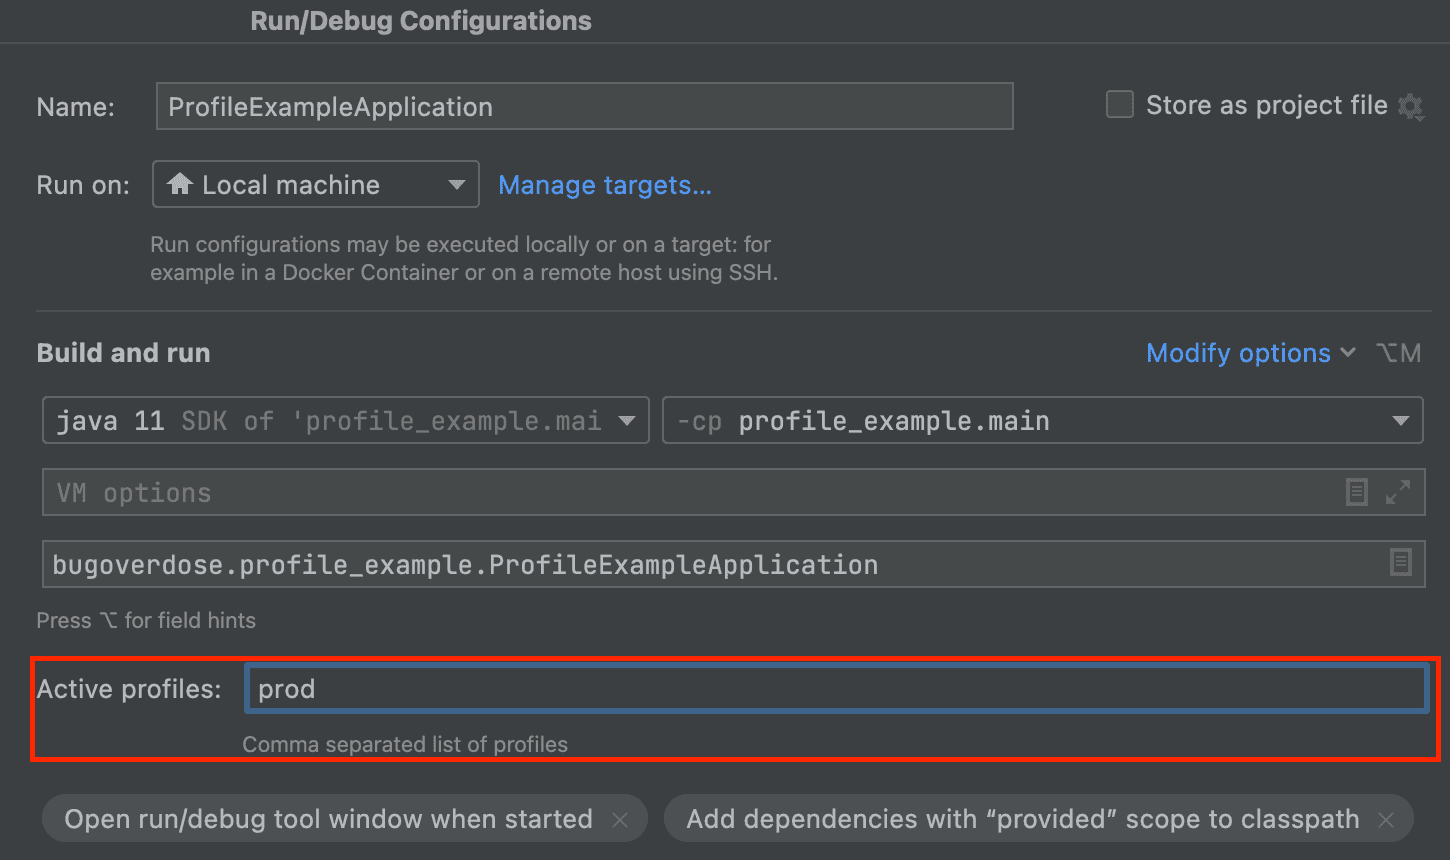 Run/Debug Configurations
Name: ProfileExampleApplication Store as project file
Run on: Local machine Manage targets...
Run configurations may be executed locally or on a target: for
example in a Docker Container or on a remote host using SSH.
Build and run Modify options ⌥M
java 11 SDK of 'profile_example.mai -cp profile_example.main
VM options
bugoverdose.profile_example.ProfileExampleApplication
Press ⌥ for field hints
Active profiles: prod
Comma separated list of profiles
Open run/debug tool window when started × Add dependencies with “provided” scope to classpath ×